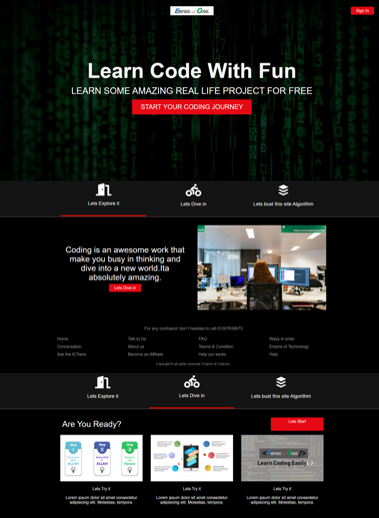 Empire of Code
Sign In
Learn Code With Fun
LEARN SOME AMAZING REAL LIFE PROJECT FOR FREE
START YOUR CODING JOURNEY
Lets Explore it
Lets Dive in
Lets bust this site Algorithm
Coding is an awesome work that
make you busy in thinking and
dive into a new world.Ita
absolutely amazing.
Lets Dive in
For any confusion! don t hesitate to call 01307939073
Home
Talk to Us
FAQ
Ways to enter
Conversation
About us
Teams & Condition
Empire of Technology
Ask the ICTians
Become an Affiliate
Help our works
Help
Copyright © all rights reserved. Empire of Code Inc
Lets Explore it
Lets Dive in
Lets bust this site Algorithm
Are You Ready?
Lets Start
ALLAH
ALLAH
Learn Coding Easily
Lets Try it
Lets Try it
Lets Try it
Lorem ipsum dolor sit amet consectetur
adipisicing elit. Molestias, tempora.
Lorem ipsum dolor sit amet consectetur
adipisicing elit. Molestias, tempora.
Lorem ipsum dolor sit amet consectetur
adipisicing elit. Molestias, tempora.